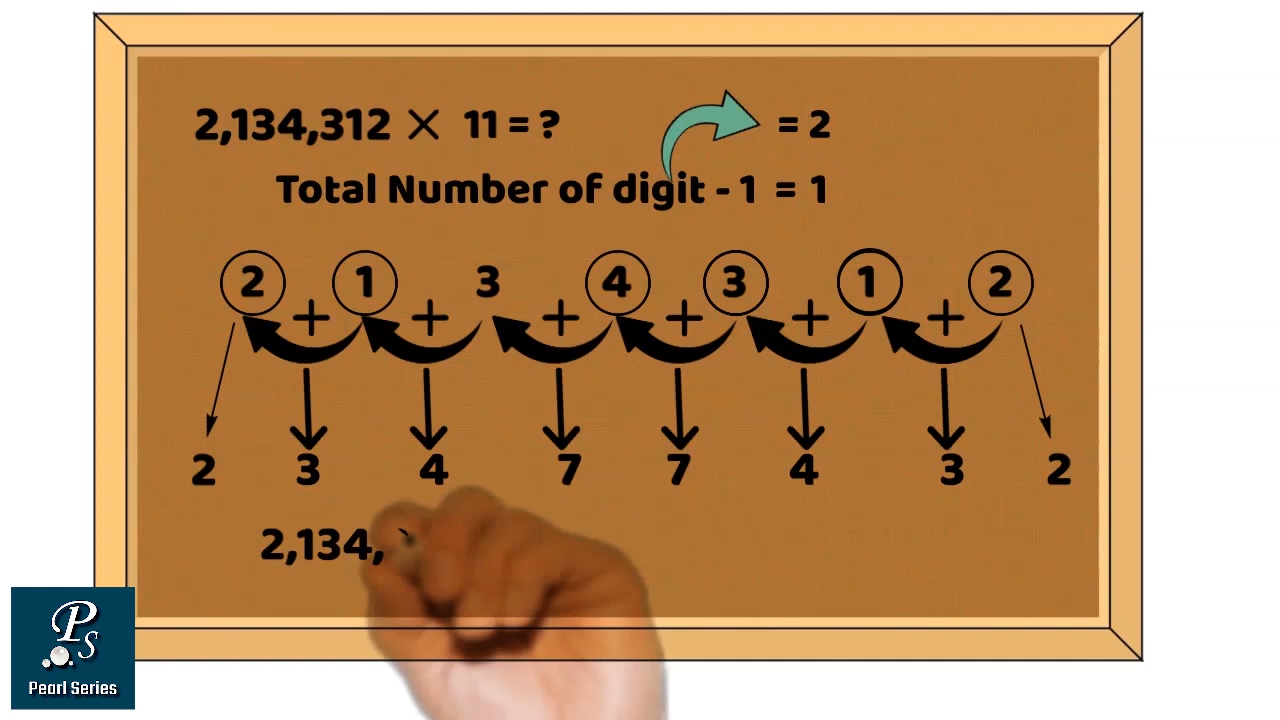 2,134,312 × 11 = ? = 2
Total Number of digit - 1 = 1
2 1 3 4 3 1 2
+ + + + + +
2 3 4 7 7 4 3 2
2,134,
PS
Pearl Series